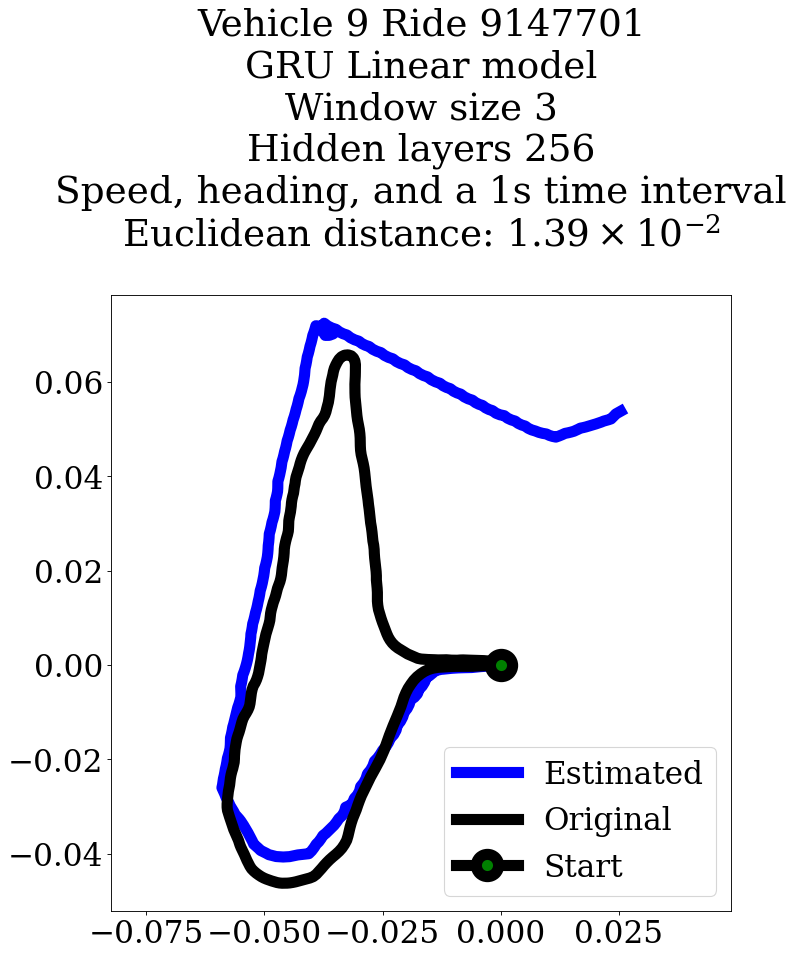 Vehicle 9 Ride 9147701
GRU Linear model
Window size 3
Hidden layers 256
Speed, heading, and a 1s time interval
Euclidean distance: 1.39 × 10⁻²
0.06
0.04
0.02
0.00
−0.02
−0.04
Estimated
Original
Start
−0.075 −0.050 −0.025 0.000 0.025